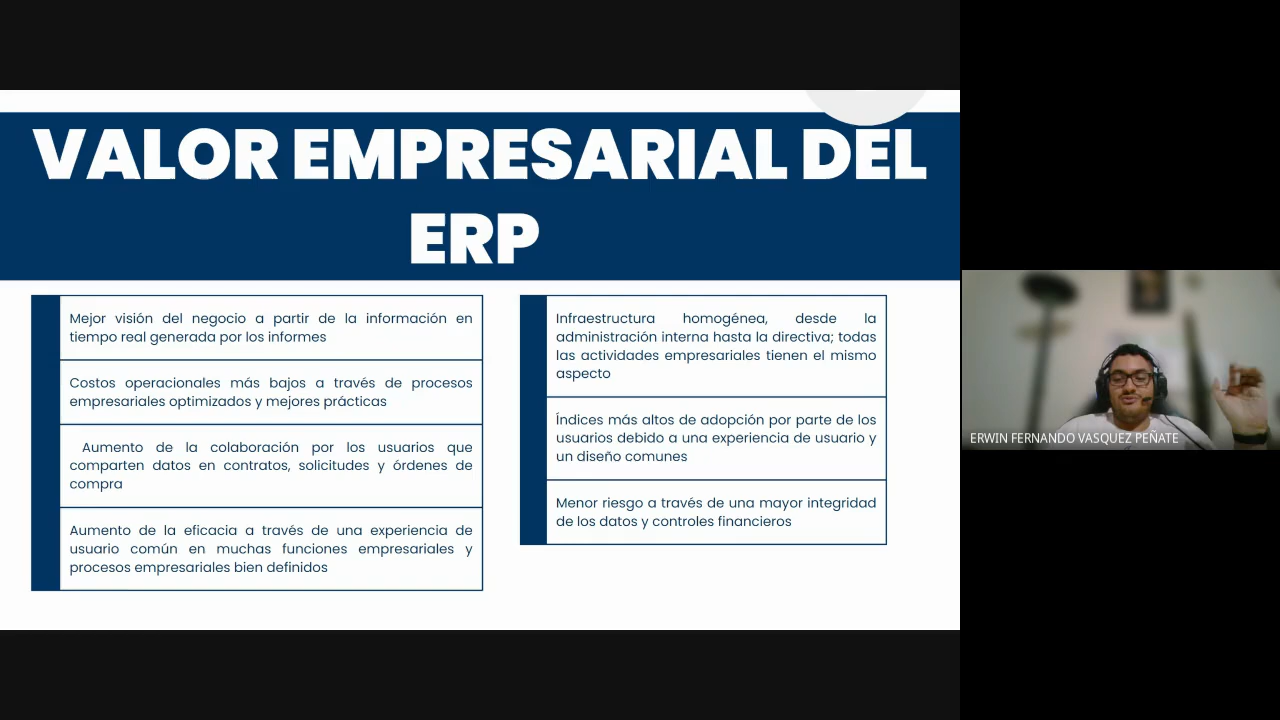 VALOR EMPRESARIAL DEL
ERP
Mejor visión del negocio a partir de la información en
tiempo real generada por los informes
Costos operacionales más bajos a través de procesos
empresariales optimizados y mejores prácticas
Aumento de la colaboración por los usuarios que
comparten datos en contratos, solicitudes y órdenes de
compra
Aumento de la eficacia a través de una experiencia de
usuario común en muchas funciones empresariales y
procesos empresariales bien definidos
Infraestructura homogénea, desde la
administración interna hasta la directiva; todas
las actividades empresariales tienen el mismo
aspecto
Índices más altos de adopción por parte de los
usuarios debido a una experiencia de usuario y
un diseño comunes
Menor riesgo a través de una mayor integridad
de los datos y controles financieros
ERWIN FERNANDO VASQUEZ PEÑATE